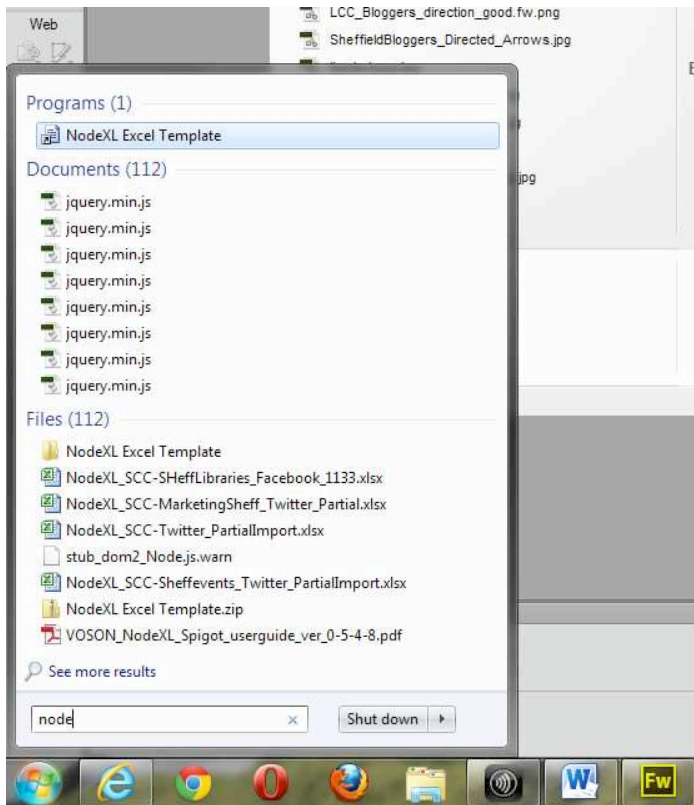 Web
LCC_Bloggers_direction_good.fw.png
SheffieldBloggers_Directed_Arrows.jpg
Programs (1)
NodeXL Excel Template
Documents (112)
jpg
jquery.min.js
jquery.min.js
jquery.min.js
jquery.min.js
jquery.min.js
jquery.min.js
jquery.min.js
jquery.min.js
Files (112)
NodeXL Excel Template
NodeXL_SCC-SHeffLibraries_Facebook_1133.xlsx
NodeXL_SCC-MarketingSheff_Twitter_Partial.xlsx
NodeXL_SCC-Twitter_PartialImport.xlsx
stub_dom2_Node.js.warn
NodeXL_SCC-Sheffevents_Twitter_PartialImport.xlsx
NodeXL Excel Template.zip
VOSON_NodeXL_Spigot_userguide_ver_0-5-4-8.pdf
See more results
node
Shut down
W
Fw